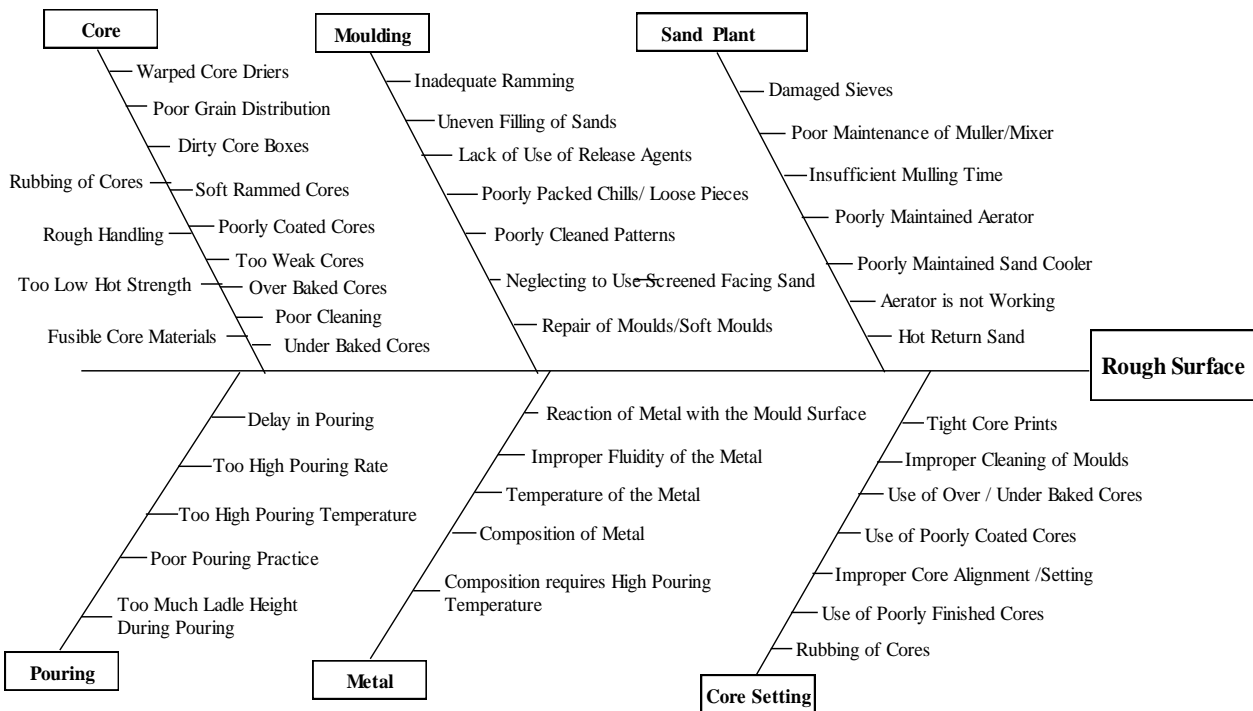 Core
Moulding
Sand Plant
Warped Core Driers
Poor Grain Distribution
Dirty Core Boxes
Rubbing of Cores
Soft Rammed Cores
Poorly Coated Cores
Rough Handling
Too Weak Cores
Too Low Hot Strength
Over Baked Cores
Poor Cleaning
Fusible Core Materials
Under Baked Cores
Inadequate Ramming
Uneven Filling of Sands
Lack of Use of Release Agents
Poorly Packed Chills/ Loose Pieces
Poorly Cleaned Patterns
Neglecting to Use Screened Facing Sand
Repair of Moulds/Soft Moulds
Damaged Sieves
Poor Maintenance of Muller/Mixer
Insufficient Mulling Time
Poorly Maintained Aerator
Poorly Maintained Sand Cooler
Aerator is not Working
Hot Return Sand
Rough Surface
Delay in Pouring
Too High Pouring Rate
Too High Pouring Temperature
Poor Pouring Practice
Too Much Ladle Height
During Pouring
Reaction of Metal with the Mould Surface
Improper Fluidity of the Metal
Temperature of the Metal
Composition of Metal
Composition requires High Pouring
Temperature
Tight Core Prints
Improper Cleaning of Moulds
Use of Over / Under Baked Cores
Use of Poorly Coated Cores
Improper Core Alignment /Setting
Use of Poorly Finished Cores
Rubbing of Cores
Pouring
Metal
Core Setting